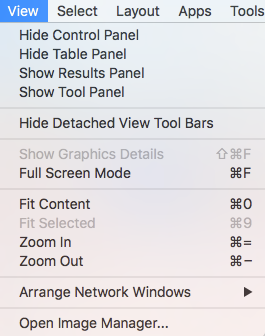 View Select Layout Apps Tools
Hide Control Panel
Hide Table Panel
Show Results Panel
Show Tool Panel
Hide Detached View Tool Bars
Show Graphics Details ⇧⌘F
Full Screen Mode ⌘F
Fit Content ⌘0
Fit Selected ⌘9
Zoom In ⌘=
Zoom Out ⌘−
Arrange Network Windows ▶
Open Image Manager...